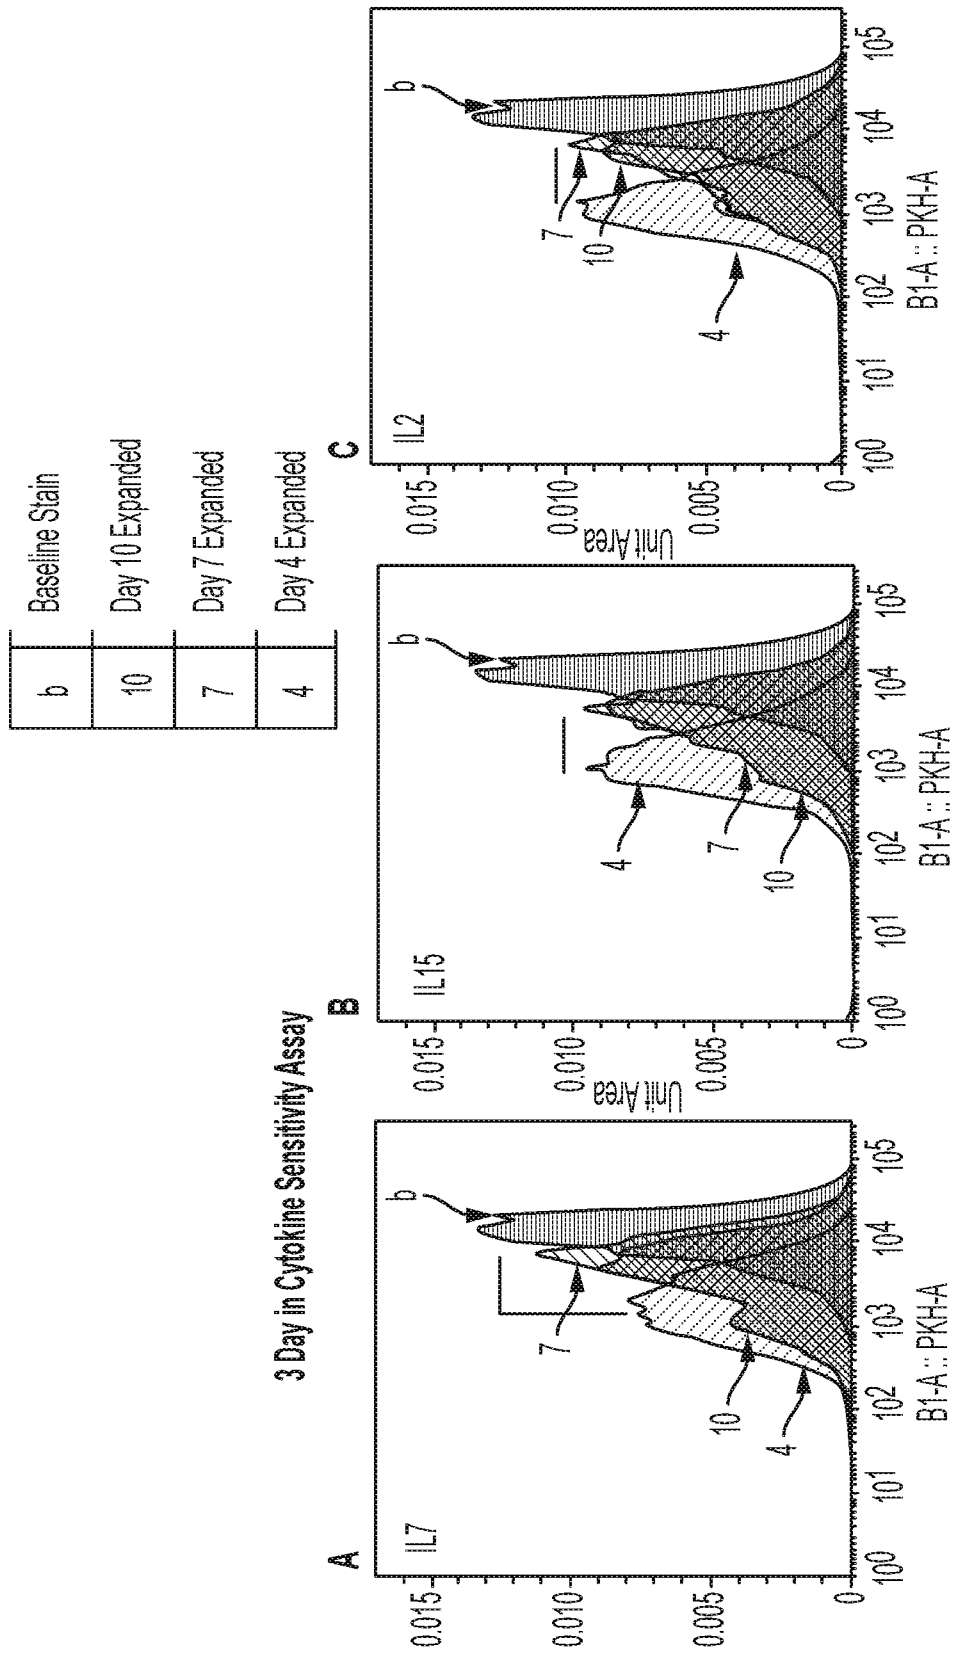 3 Day in Cytokine Sensitivity Assay
b Baseline Stain
10 Day 10 Expanded
7 Day 7 Expanded
4 Day 4 Expanded
A
IL7
0.015
0.010
0.005
0
10⁰ 10¹ 10² 10³ 10⁴ 10⁵
B1-A :: PKH-A
7
10
4
b
B
IL15
Unit Area
0.015
0.010
0.005
0
10⁰ 10¹ 10² 10³ 10⁴ 10⁵
B1-A :: PKH-A
4
7
10
b
C
IL2
Unit Area
0.015
0.010
0.005
0
10⁰ 10¹ 10² 10³ 10⁴ 10⁵
B1-A :: PKH-A
4
7
10
b